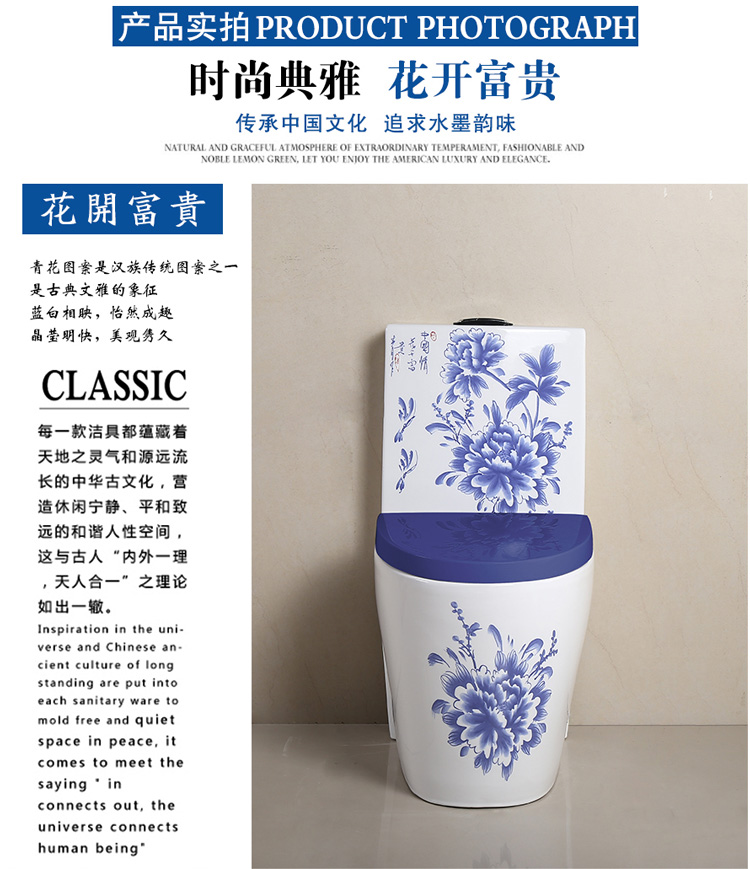 产品实拍 PRODUCT PHOTOGRAPH
时尚典雅 花开富贵
传承中国文化 追求水墨韵味
NATURAL AND GRACEFUL ATMOSPHERE OF EXTRAORDINARY TEMPERAMENT, FASHIONABLE AND
NOBLE LEMON GREEN, LET YOU ENJOY THE AMERICAN LUXURY AND ELEGANCE.
花開富貴
青花图案是汉族传统图案之一
是古典文雅的象征
蓝白相映，怡然成趣
晶莹明快，美观隽久
CLASSIC
每一款洁具都蕴藏着
天地之灵气和源远流
长的中华古文化，营
造休闲宁静、平和致
远的和谐人性空间，
这与古人“内外一理
，天人合一”之理论
如出一辙。
Inspiration in the uni-
verse and Chinese an-
cient culture of long
standing are put into
each sanitary ware to
mold free and quiet
space in peace, it
comes to meet the
saying " in
connects out, the
universe connects
human being"
中国情